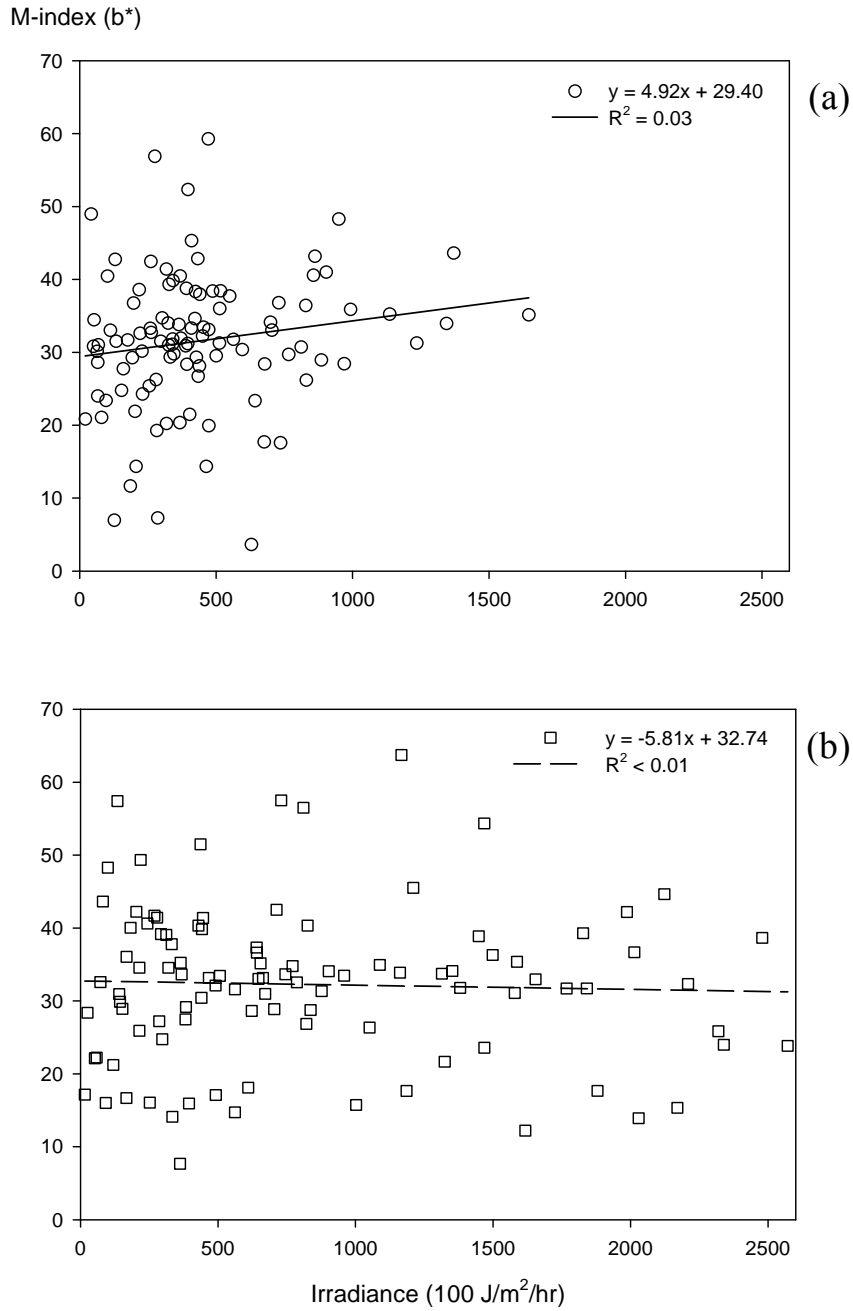 M-index (b*)
70
60
50
40
30
20
10
0
0 500 1000 1500 2000 2500
y = 4.92x + 29.40
R² = 0.03
(a)
70
60
50
40
30
20
10
0
0 500 1000 1500 2000 2500
y = -5.81x + 32.74
R² < 0.01
(b)
Irradiance (100 J/m²/hr)